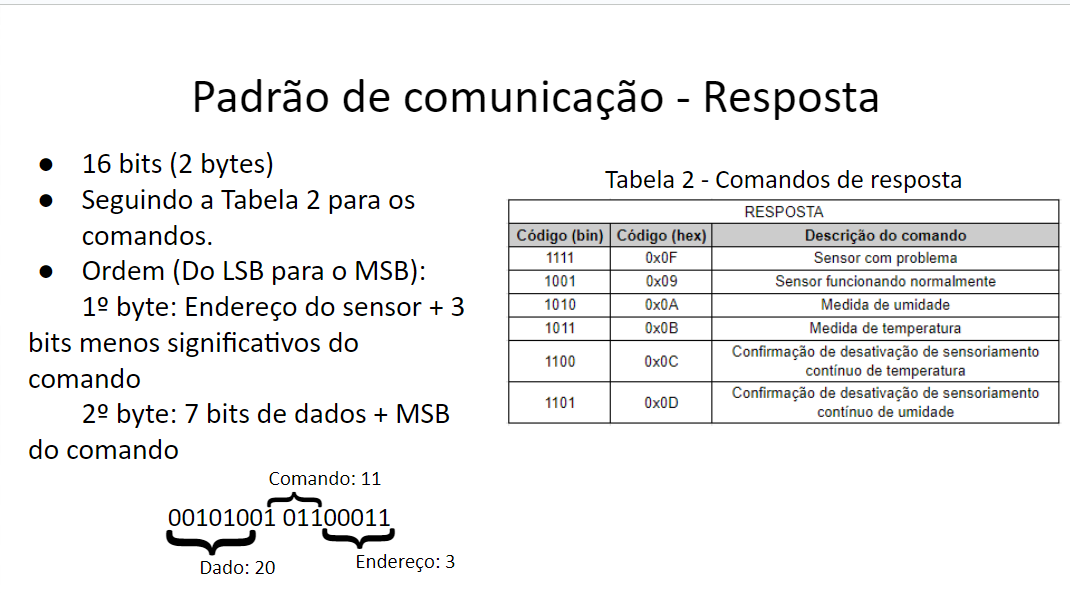 Padrão de comunicação - Resposta
● 16 bits (2 bytes)
● Seguindo a Tabela 2 para os
comandos.
● Ordem (Do LSB para o MSB):
1º byte: Endereço do sensor + 3
bits menos significativos do
comando
2º byte: 7 bits de dados + MSB
do comando
Comando: 11
00101001 01100011
Dado: 20
Endereço: 3
Tabela 2 - Comandos de resposta
RESPOSTA
Código (bin) Código (hex) Descrição do comando
1111 0x0F Sensor com problema
1001 0x09 Sensor funcionando normalmente
1010 0x0A Medida de umidade
1011 0x0B Medida de temperatura
1100 0x0C Confirmação de desativação de sensoriamento
contínuo de temperatura
1101 0x0D Confirmação de desativação de sensoriamento
contínuo de umidade